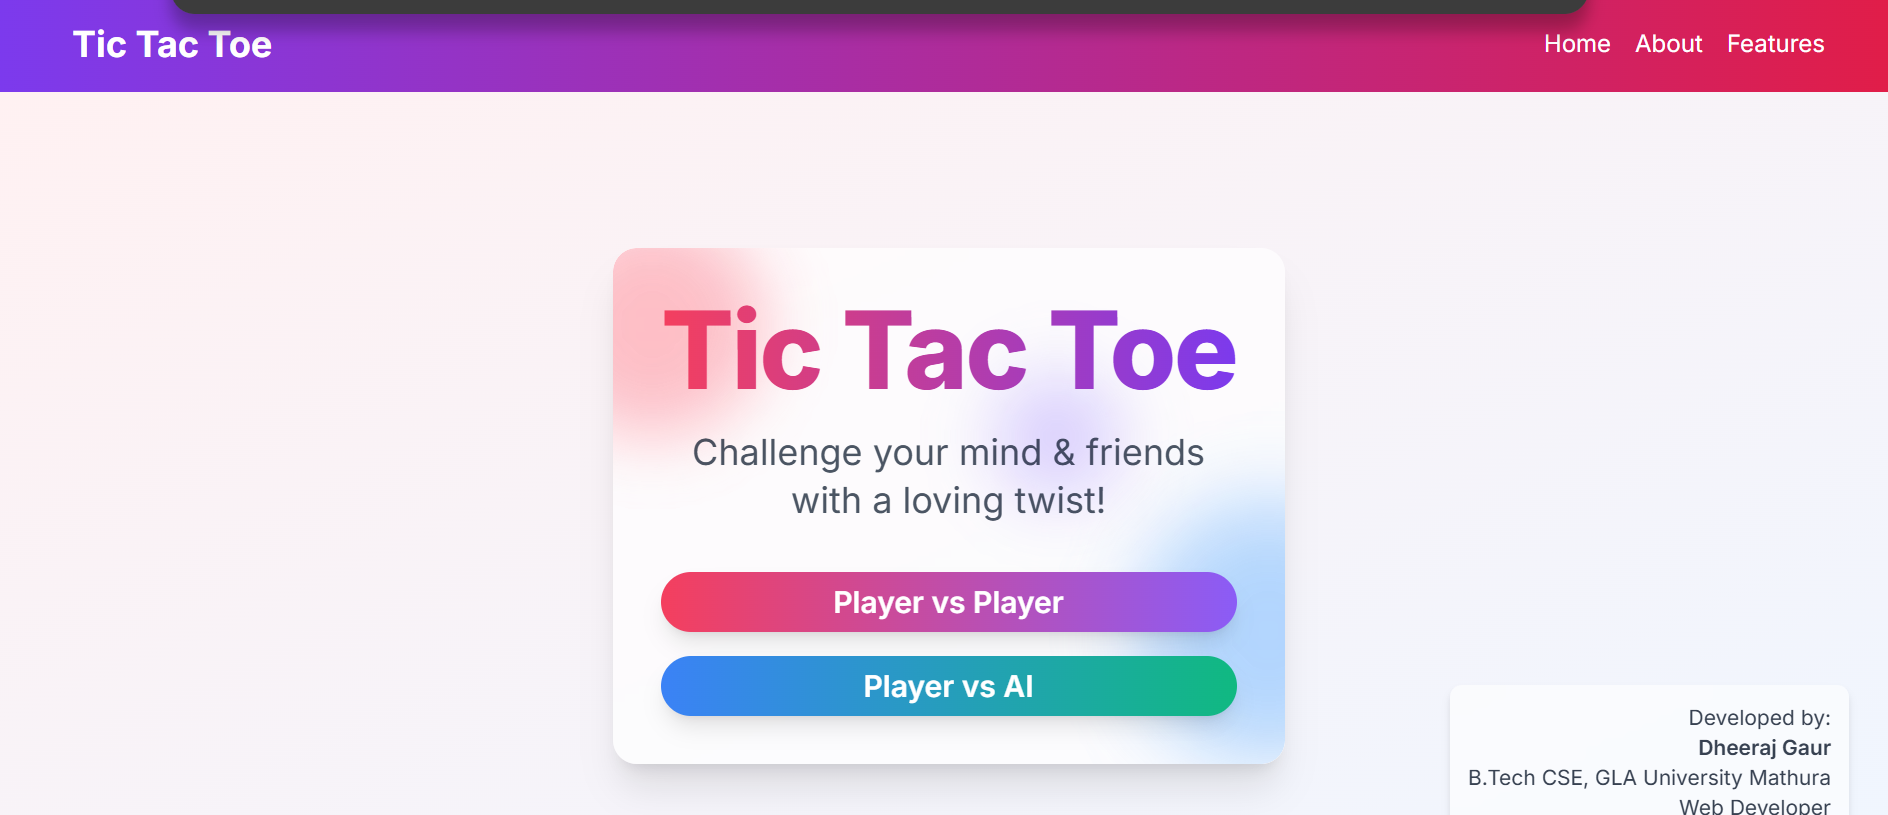 Tic Tac Toe
Home About Features
Tic Tac Toe
Challenge your mind & friends
with a loving twist!
Player vs Player
Player vs AI
Developed by:
Dheeraj Gaur
B.Tech CSE, GLA University Mathura
Web Developer